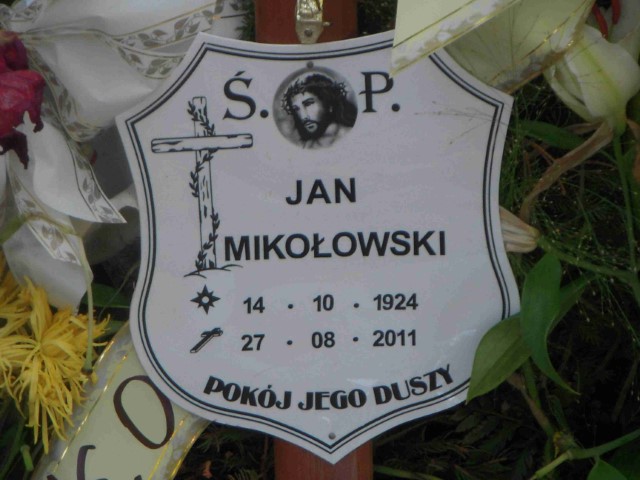 Ś. P.
JAN
MIKOŁOWSKI
14 • 10 • 1924
27 • 08 • 2011
POKÓJ JEGO DUSZY